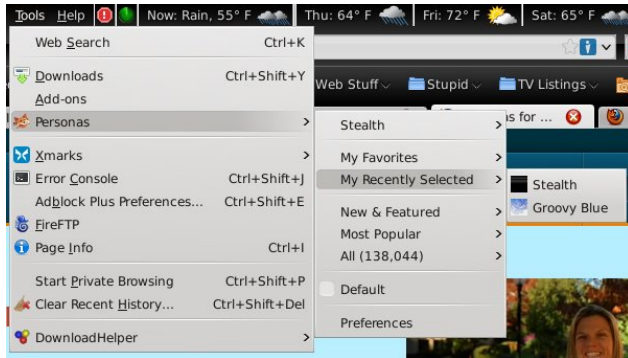 Tools Help Now: Rain, 55° F Thu: 64° F Fri: 72° F Sat: 65° F
Web Search Ctrl+K
Downloads Ctrl+Shift+Y
Add-ons
Personas
Xmarks
Error Console Ctrl+Shift+J
Adblock Plus Preferences... Ctrl+Shift+E
FireFTP
Page Info Ctrl+I
Start Private Browsing Ctrl+Shift+P
Clear Recent History... Ctrl+Shift+Del
DownloadHelper
Web Stuff Stupid TV Listings
as for ...
Stealth
My Favorites
My Recently Selected
New & Featured
Most Popular
All (138,044)
Default
Preferences
Stealth
Groovy Blue